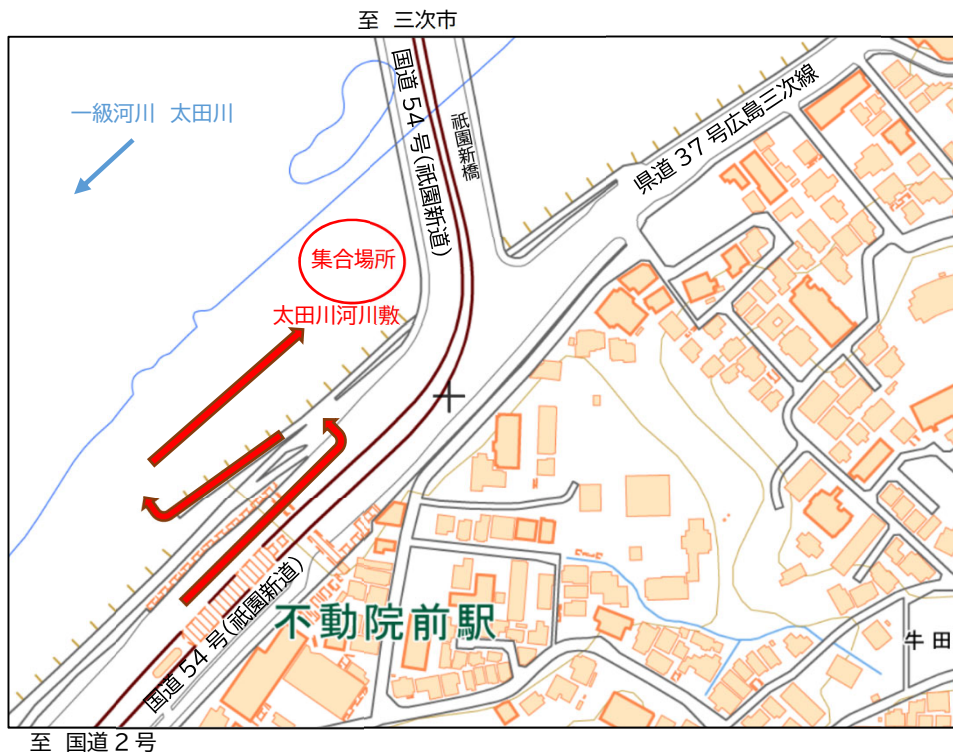 至 三次市
国道54号(祇園新道)
祇園新橋
県道37号広島三次線
一級河川 太田川
集合場所
太田川河川敷
国道54号(祇園新道)
不動院前駅
牛田
至 国道2号